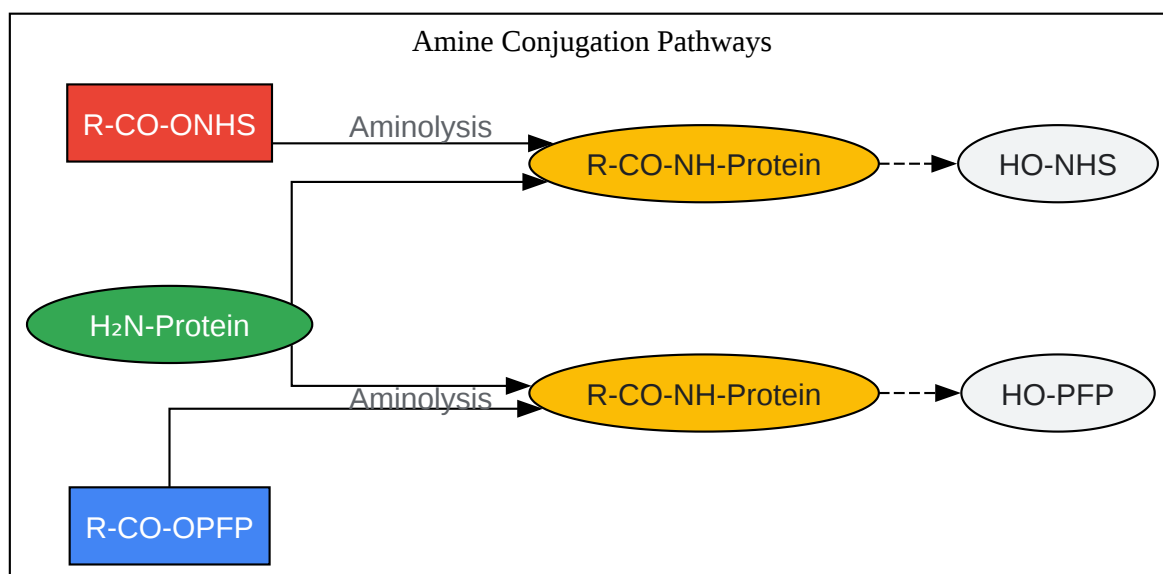 Amine Conjugation Pathways
R-CO-ONHS
Aminolysis
R-CO-NH-Protein
HO-NHS
H₂N-Protein
Aminolysis
R-CO-NH-Protein
HO-PFP
R-CO-OPFP